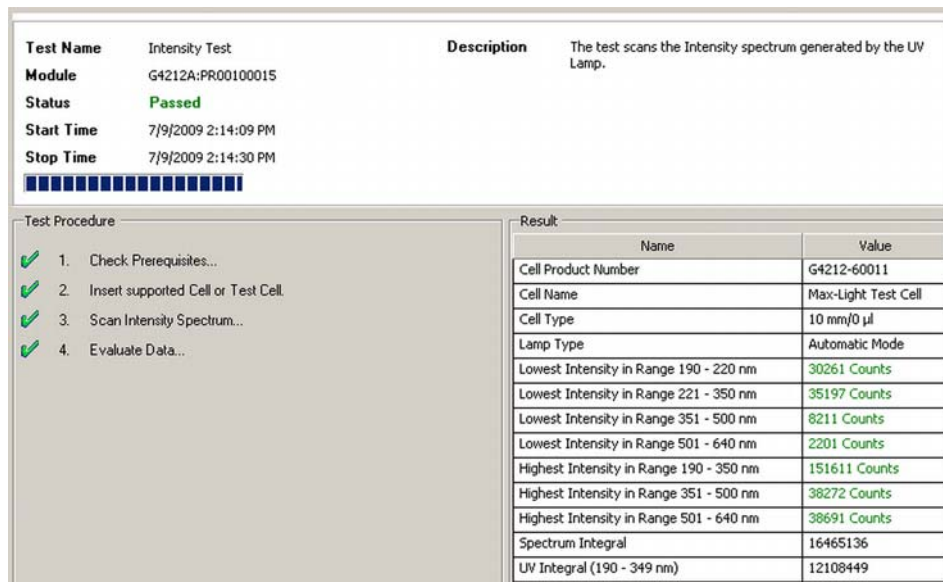 Test Name Intensity Test Description The test scans the Intensity spectrum generated by the UV
Lamp.
Module G4212A:PR00100015
Status Passed
Start Time 7/9/2009 2:14:09 PM
Stop Time 7/9/2009 2:14:30 PM
Test Procedure
1. Check Prerequisites...
2. Insert supported Cell or Test Cell.
3. Scan Intensity Spectrum...
4. Evaluate Data...
Result
Name Value
Cell Product Number G4212-60011
Cell Name Max-Light Test Cell
Cell Type 10 mm/0 µl
Lamp Type Automatic Mode
Lowest Intensity in Range 190 - 220 nm 30261 Counts
Lowest Intensity in Range 221 - 350 nm 35197 Counts
Lowest Intensity in Range 351 - 500 nm 8211 Counts
Lowest Intensity in Range 501 - 640 nm 2201 Counts
Highest Intensity in Range 190 - 350 nm 151611 Counts
Highest Intensity in Range 351 - 500 nm 38272 Counts
Highest Intensity in Range 501 - 640 nm 38691 Counts
Spectrum Integral 16465136
UV Integral (190 - 349 nm) 12108449